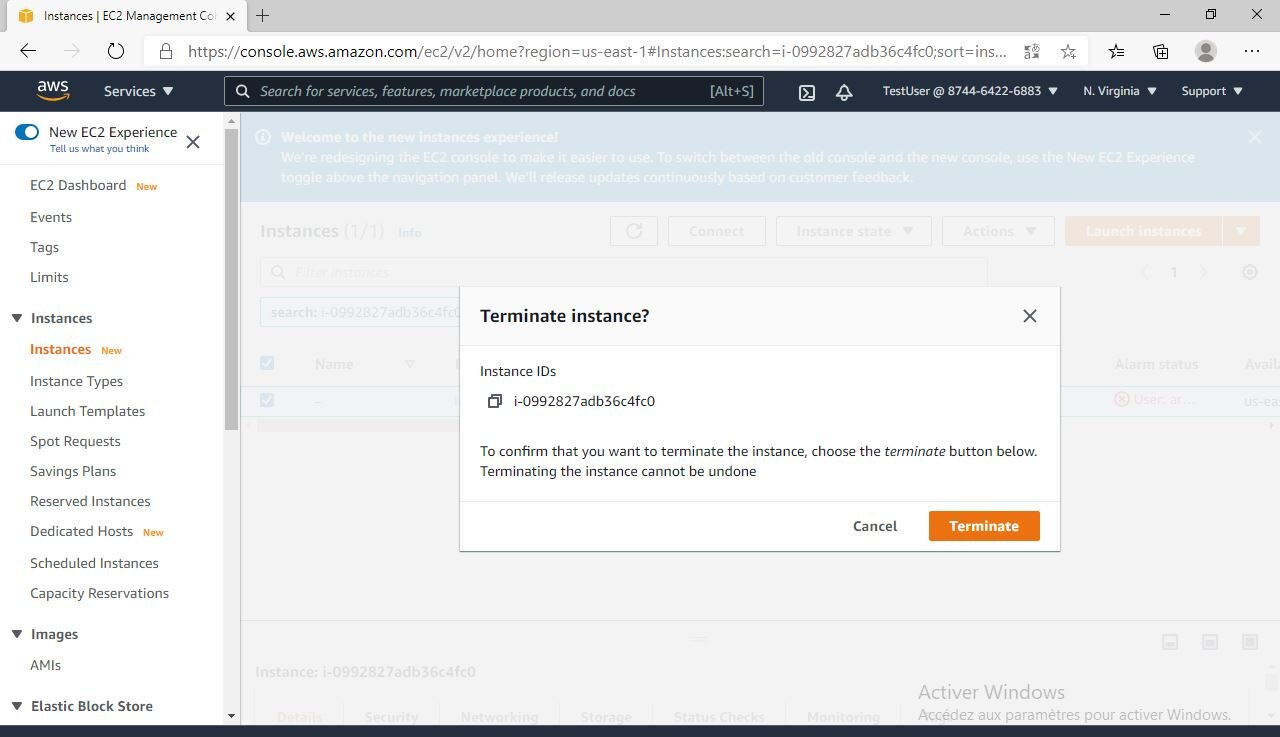 Instances | EC2 Management Co
https://console.aws.amazon.com/ec2/v2/home?region=us-east-1#Instances:search=i-0992827adb36c4fc0;sort=ins...
aws
Services
Search for services, features, marketplace products, and docs
[Alt+S]
TestUser @ 8744-6422-6883
N. Virginia
Support
New EC2 Experience
Tell us what you think
EC2 Dashboard New
Events
Tags
Limits
Instances
Instances New
Instance Types
Launch Templates
Spot Requests
Savings Plans
Reserved Instances
Dedicated Hosts New
Scheduled Instances
Capacity Reservations
Images
AMIs
Elastic Block Store
Welcome to the new instances experience!
We're redesigning the EC2 console to make it easier to use. To switch between the old console and the new console, use the New EC2 Experience
toggle above the navigation panel. We'll release updates continuously based on customer feedback.
Instances (1/1) Info
Connect
Instance state
Actions
Launch instances
Filter instances
1
search: i-0992827adb36c4fc0
Name
Alarm status
Availa
–
User: ar...
us-eas
Terminate instance?
Instance IDs
i-0992827adb36c4fc0
To confirm that you want to terminate the instance, choose the terminate button below.
Terminating the instance cannot be undone
Cancel
Terminate
Instance: i-0992827adb36c4fc0
Details
Security
Networking
Storage
Status Checks
Monitoring
Activer Windows
Accédez aux paramètres pour activer Windows.